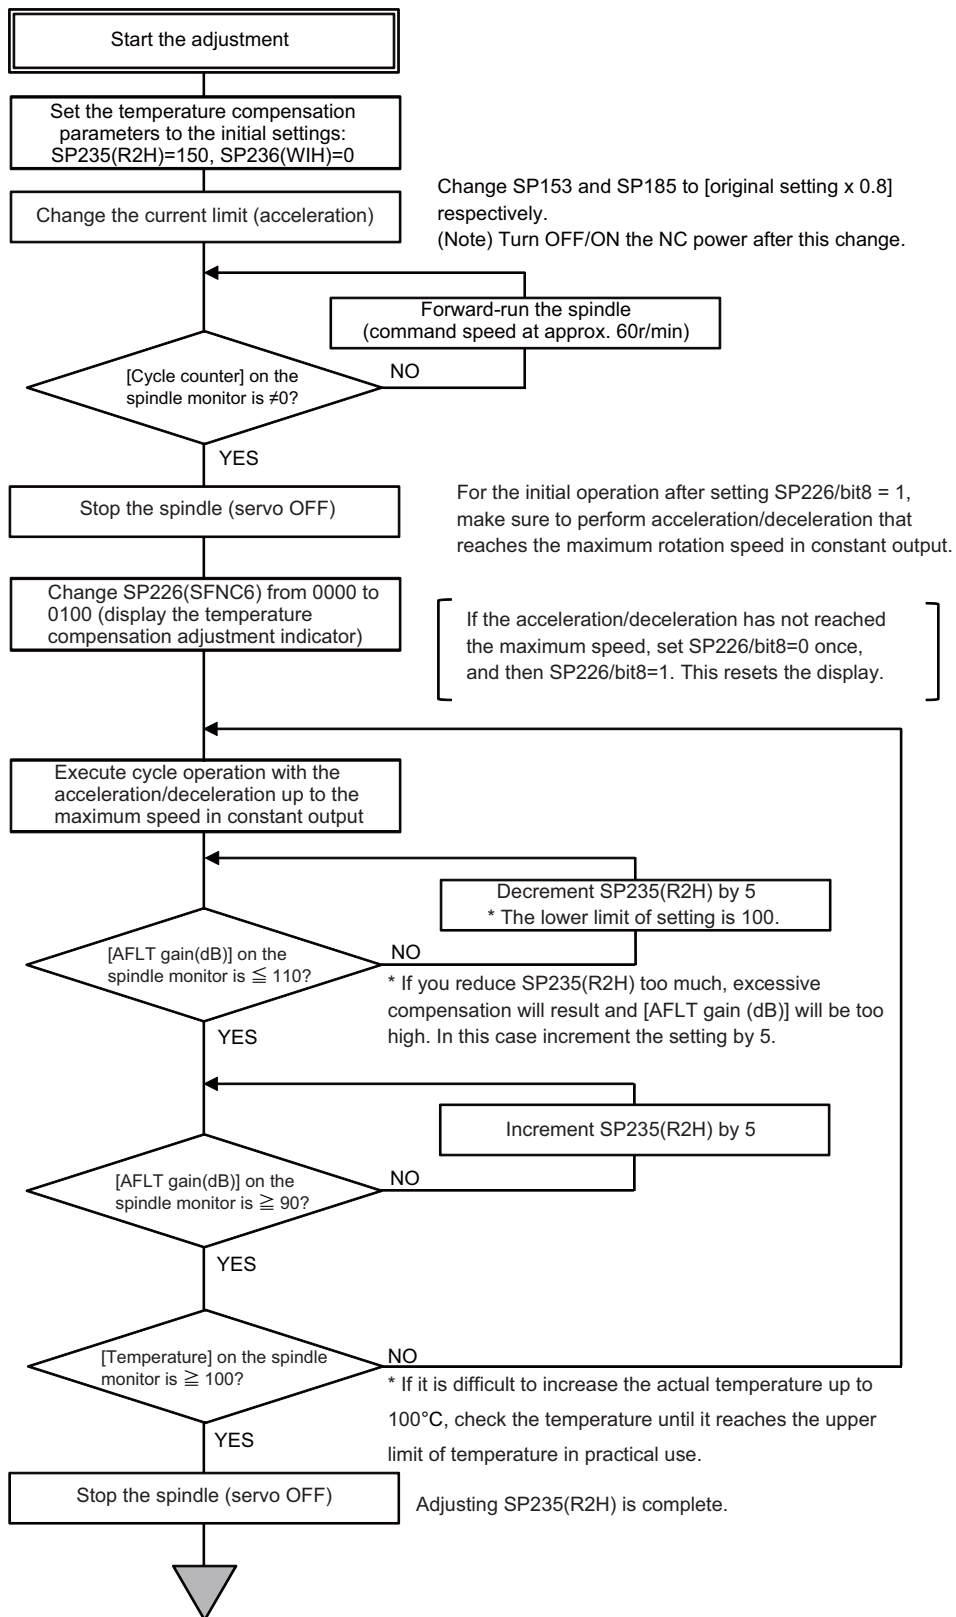 Start the adjustment
Set the temperature compensation
parameters to the initial settings:
SP235(R2H)=150, SP236(WIH)=0
Change the current limit (acceleration)
Change SP153 and SP185 to [original setting x 0.8]
respectively.
(Note) Turn OFF/ON the NC power after this change.
Forward-run the spindle
(command speed at approx. 60r/min)
[Cycle counter] on the
spindle monitor is ≠0?
NO
YES
Stop the spindle (servo OFF)
For the initial operation after setting SP226/bit8 = 1,
make sure to perform acceleration/deceleration that
reaches the maximum rotation speed in constant output.
Change SP226(SFNC6) from 0000 to
0100 (display the temperature
compensation adjustment indicator)
If the acceleration/deceleration has not reached
the maximum speed, set SP226/bit8=0 once,
and then SP226/bit8=1. This resets the display.
Execute cycle operation with the
acceleration/deceleration up to the
maximum speed in constant output
Decrement SP235(R2H) by 5
* The lower limit of setting is 100.
[AFLT gain(dB)] on the
spindle monitor is ≦ 110?
NO
* If you reduce SP235(R2H) too much, excessive
compensation will result and [AFLT gain (dB)] will be too
high. In this case increment the setting by 5.
YES
Increment SP235(R2H) by 5
[AFLT gain(dB)] on the
spindle monitor is ≧ 90?
NO
YES
[Temperature] on the spindle
monitor is ≧ 100?
NO
* If it is difficult to increase the actual temperature up to
100°C, check the temperature until it reaches the upper
limit of temperature in practical use.
YES
Stop the spindle (servo OFF)
Adjusting SP235(R2H) is complete.